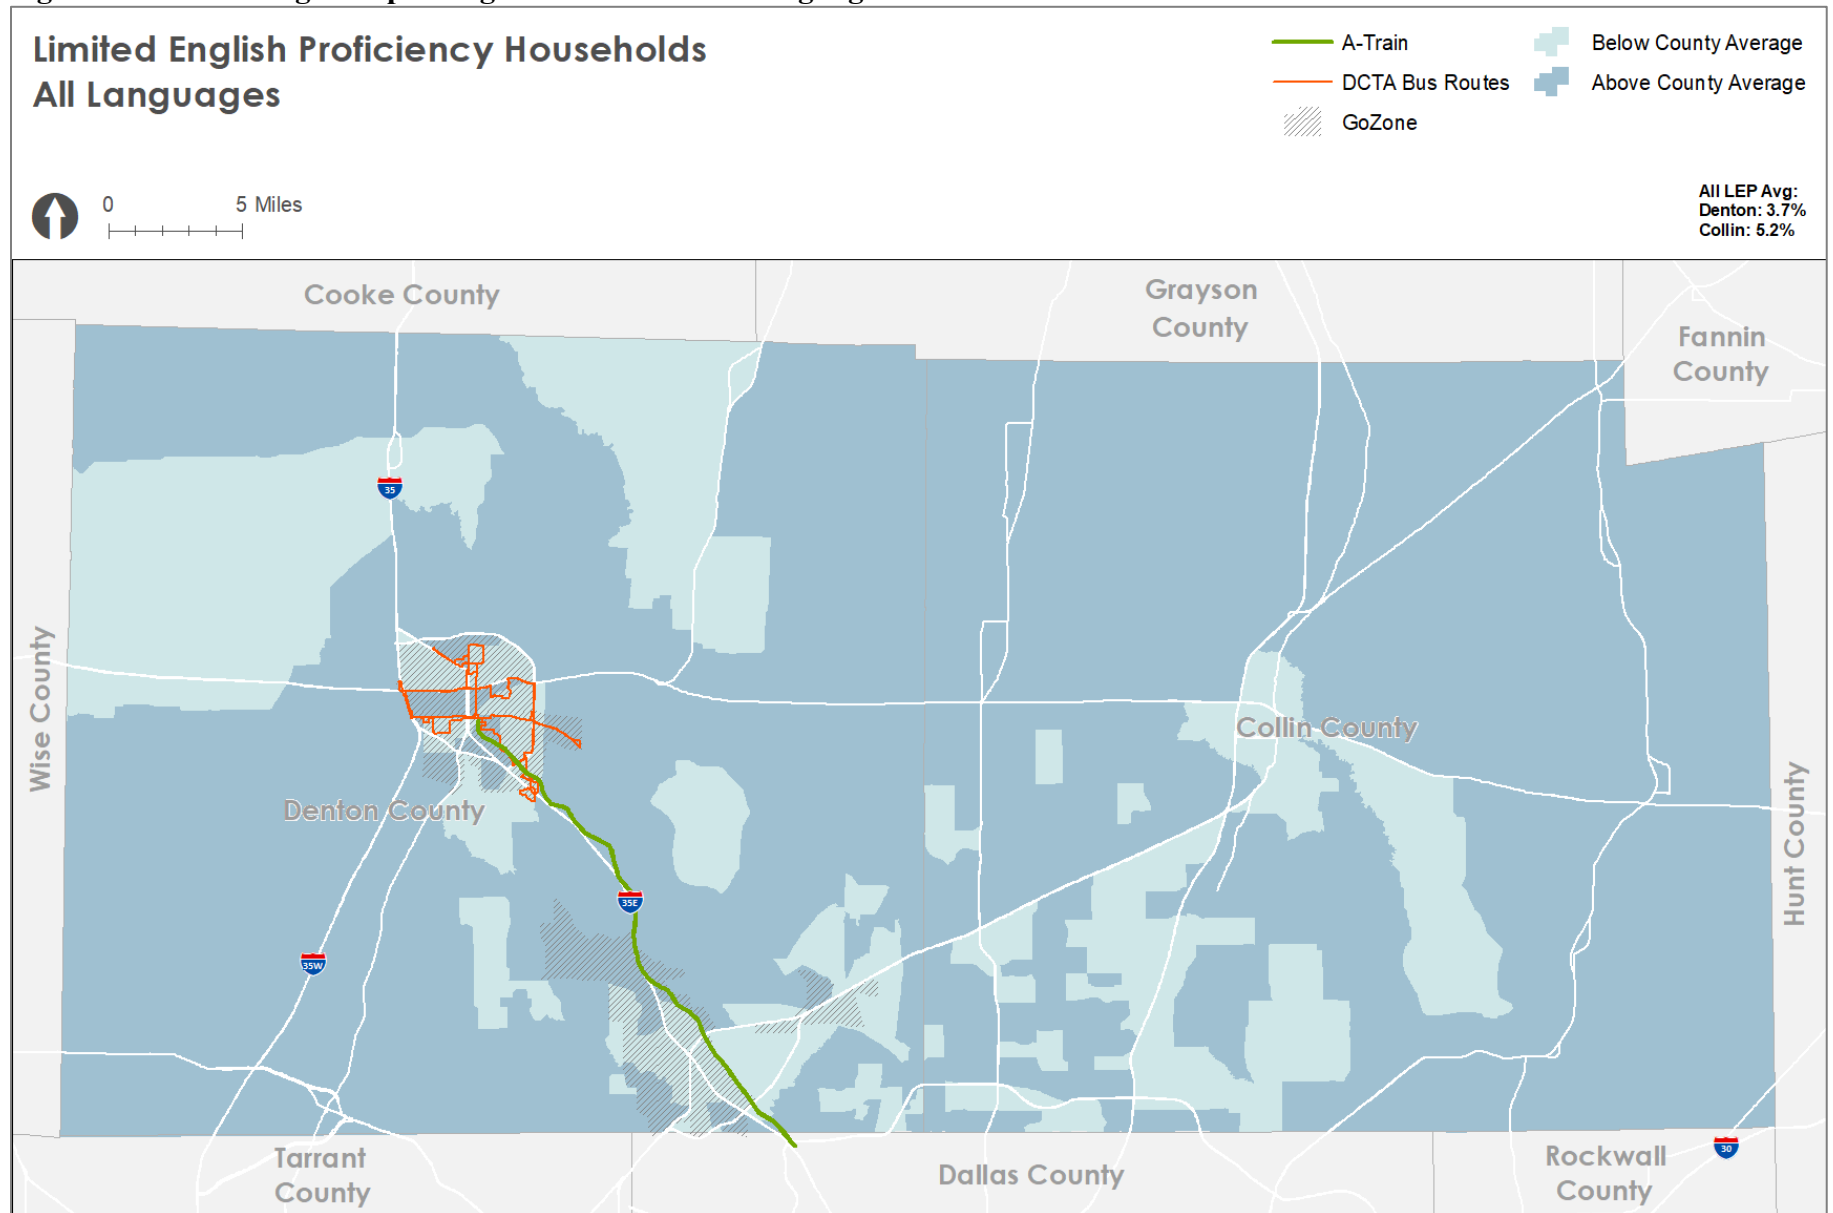 Limited English Proficiency Households
All Languages
A-Train
DCTA Bus Routes
GoZone
Below County Average
Above County Average
0 5 Miles
All LEP Avg:
Denton: 3.7%
Collin: 5.2%
Cooke County
Grayson
County
Fannin
County
35
Wise County
Collin County
Denton County
Hunt County
35E
35W
Tarrant
County
Dallas County
Rockwall
County
30